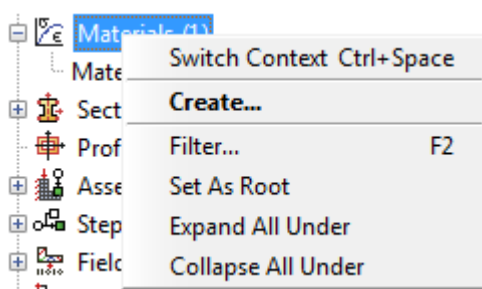 Materials (1)
Switch Context Ctrl+Space
Mate
Create...
Sect
Prof
Filter... F2
Asse
Set As Root
Step
Expand All Under
Field
Collapse All Under